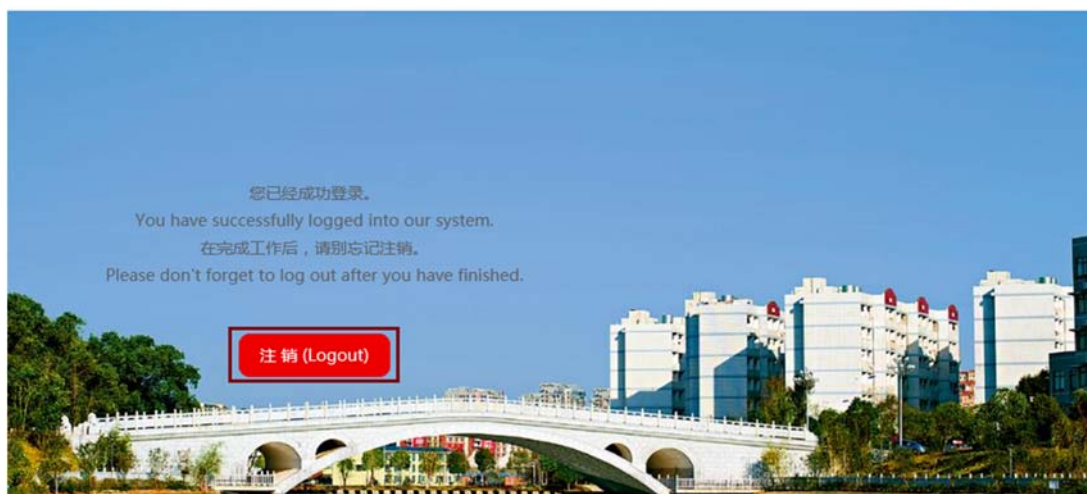 您已经成功登录。
You have successfully logged into our system.
在完成工作后，请别忘记注销。
Please don't forget to log out after you have finished.
注 销 (Logout)